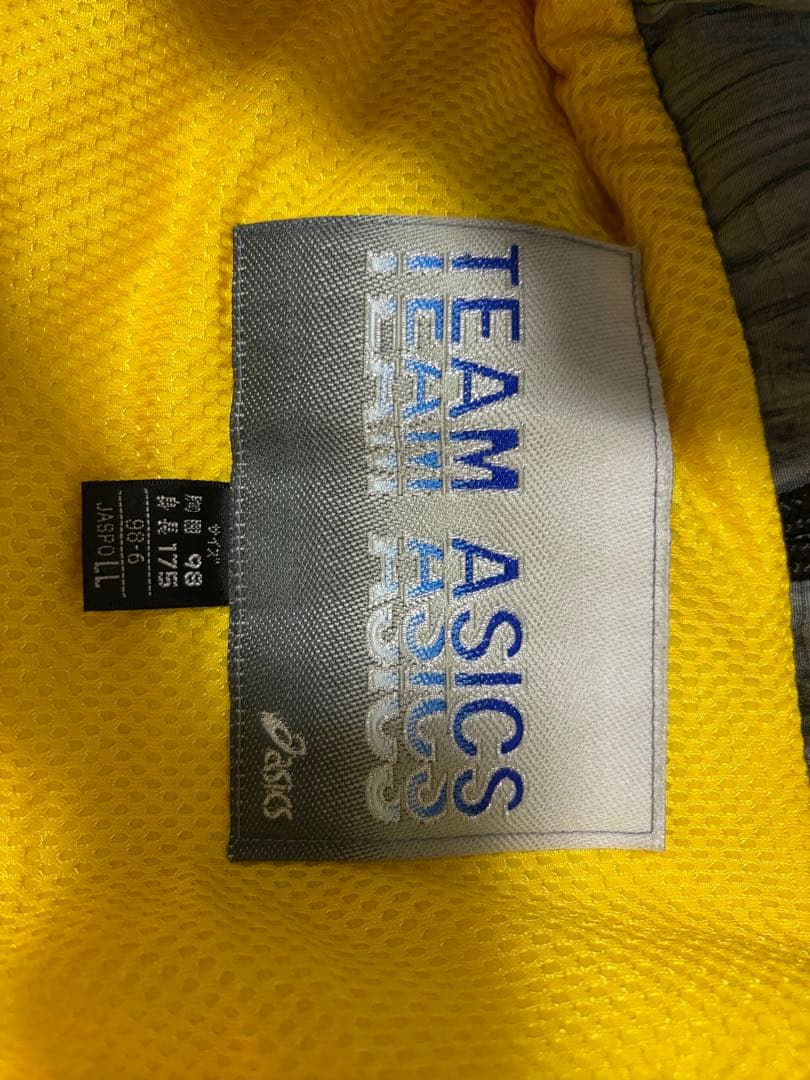 TEAM ASICS
TEAM ASICS
TEAM ASICS
asics
サイズ
胸囲 98
身長 175
98-6
JASPO LL